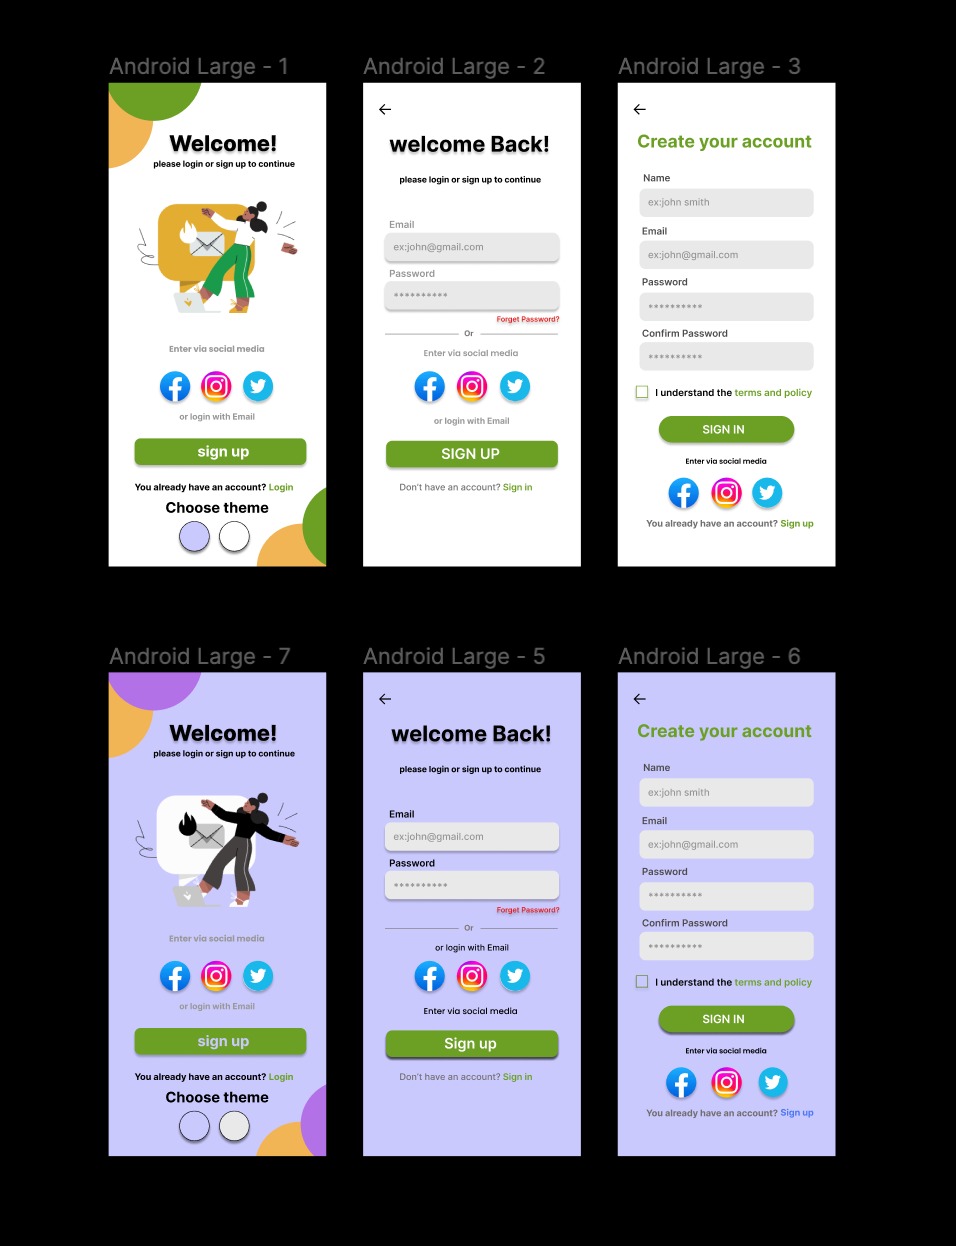 Android Large - 1
Welcome!
please login or sign up to continue
Enter via social media
or login with Email
sign up
You already have an account? Login
Choose theme
Android Large - 2
welcome Back!
please login or sign up to continue
Email
ex:john@gmail.com
Password
**********
Forget Password?
Or
Enter via social media
or login with Email
SIGN UP
Don't have an account? Sign in
Android Large - 3
Create your account
Name
ex:john smith
Email
ex:john@gmail.com
Password
**********
Confirm Password
**********
I understand the terms and policy
SIGN IN
Enter via social media
You already have an account? Sign up
Android Large - 7
Welcome!
please login or sign up to continue
Enter via social media
or login with Email
sign up
You already have an account? Login
Choose theme
Android Large - 5
welcome Back!
please login or sign up to continue
Email
ex:john@gmail.com
Password
**********
Forget Password?
Or
or login with Email
Enter via social media
Sign up
Don't have an account? Sign in
Android Large - 6
Create your account
Name
ex:john smith
Email
ex:john@gmail.com
Password
**********
Confirm Password
**********
I understand the terms and policy
SIGN IN
Enter via social media
You already have an account? Sign up